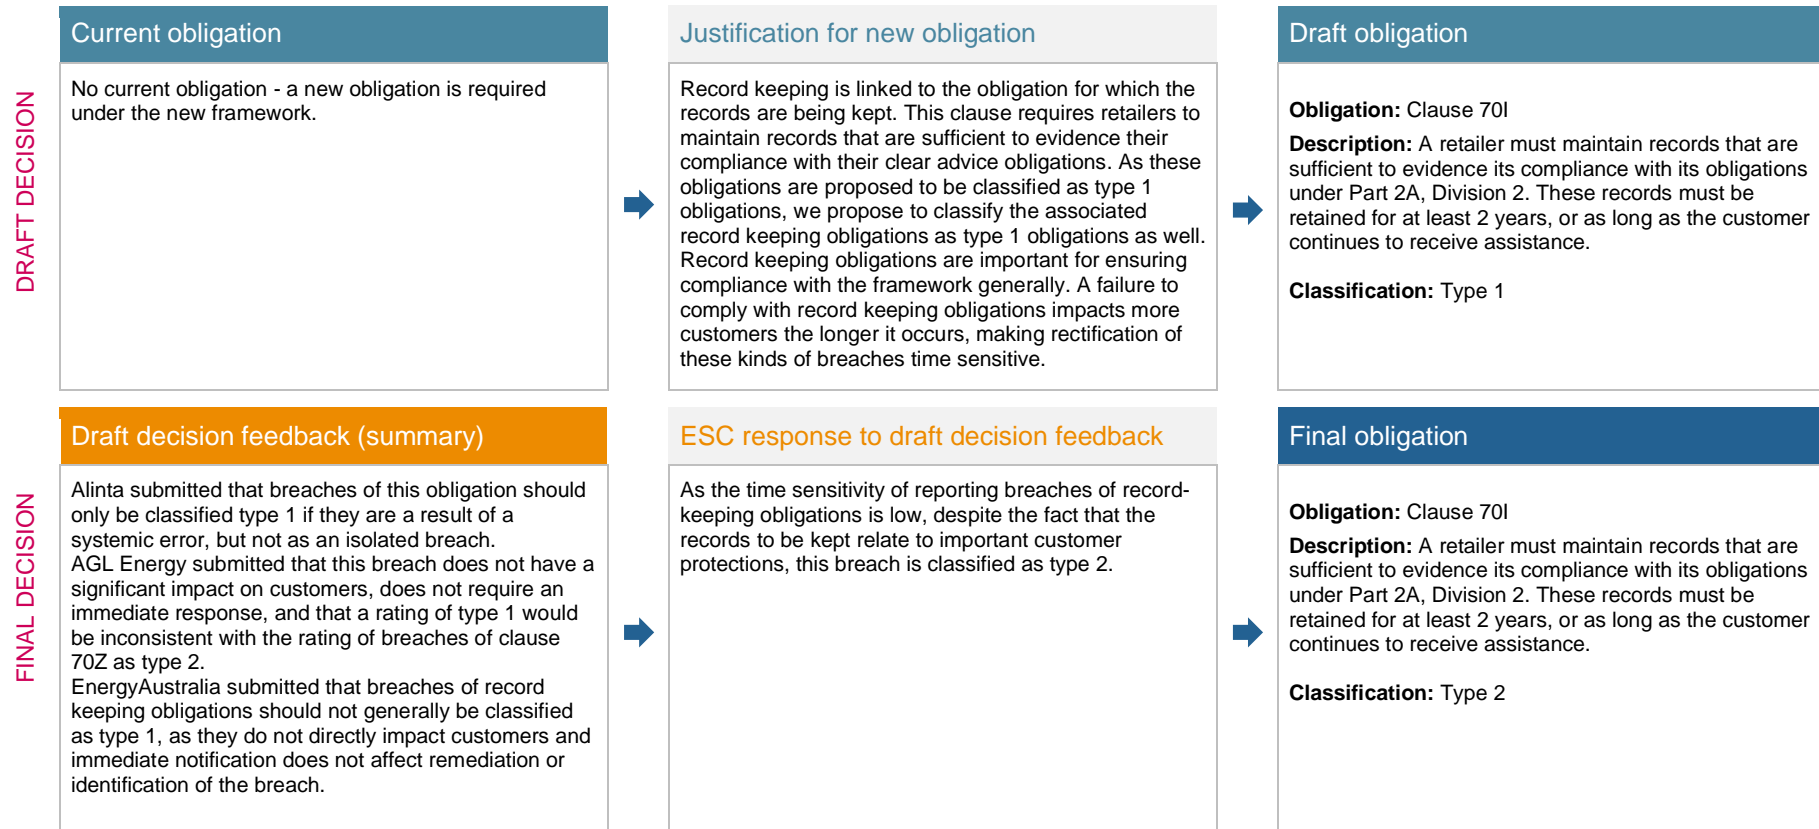 DRAFT DECISION
Current obligation
No current obligation - a new obligation is required
under the new framework.
Justification for new obligation
Record keeping is linked to the obligation for which the
records are being kept. This clause requires retailers to
maintain records that are sufficient to evidence their
compliance with their clear advice obligations. As these
obligations are proposed to be classified as type 1
obligations, we propose to classify the associated
record keeping obligations as type 1 obligations as well.
Record keeping obligations are important for ensuring
compliance with the framework generally. A failure to
comply with record keeping obligations impacts more
customers the longer it occurs, making rectification of
these kinds of breaches time sensitive.
Draft obligation
Obligation: Clause 70I
Description: A retailer must maintain records that are
sufficient to evidence its compliance with its obligations
under Part 2A, Division 2. These records must be
retained for at least 2 years, or as long as the customer
continues to receive assistance.
Classification: Type 1
FINAL DECISION
Draft decision feedback (summary)
Alinta submitted that breaches of this obligation should
only be classified type 1 if they are a result of a
systemic error, but not as an isolated breach.
AGL Energy submitted that this breach does not have a
significant impact on customers, does not require an
immediate response, and that a rating of type 1 would
be inconsistent with the rating of breaches of clause
70Z as type 2.
EnergyAustralia submitted that breaches of record
keeping obligations should not generally be classified
as type 1, as they do not directly impact customers and
immediate notification does not affect remediation or
identification of the breach.
ESC response to draft decision feedback
As the time sensitivity of reporting breaches of record-
keeping obligations is low, despite the fact that the
records to be kept relate to important customer
protections, this breach is classified as type 2.
Final obligation
Obligation: Clause 70I
Description: A retailer must maintain records that are
sufficient to evidence its compliance with its obligations
under Part 2A, Division 2. These records must be
retained for at least 2 years, or as long as the customer
continues to receive assistance.
Classification: Type 2